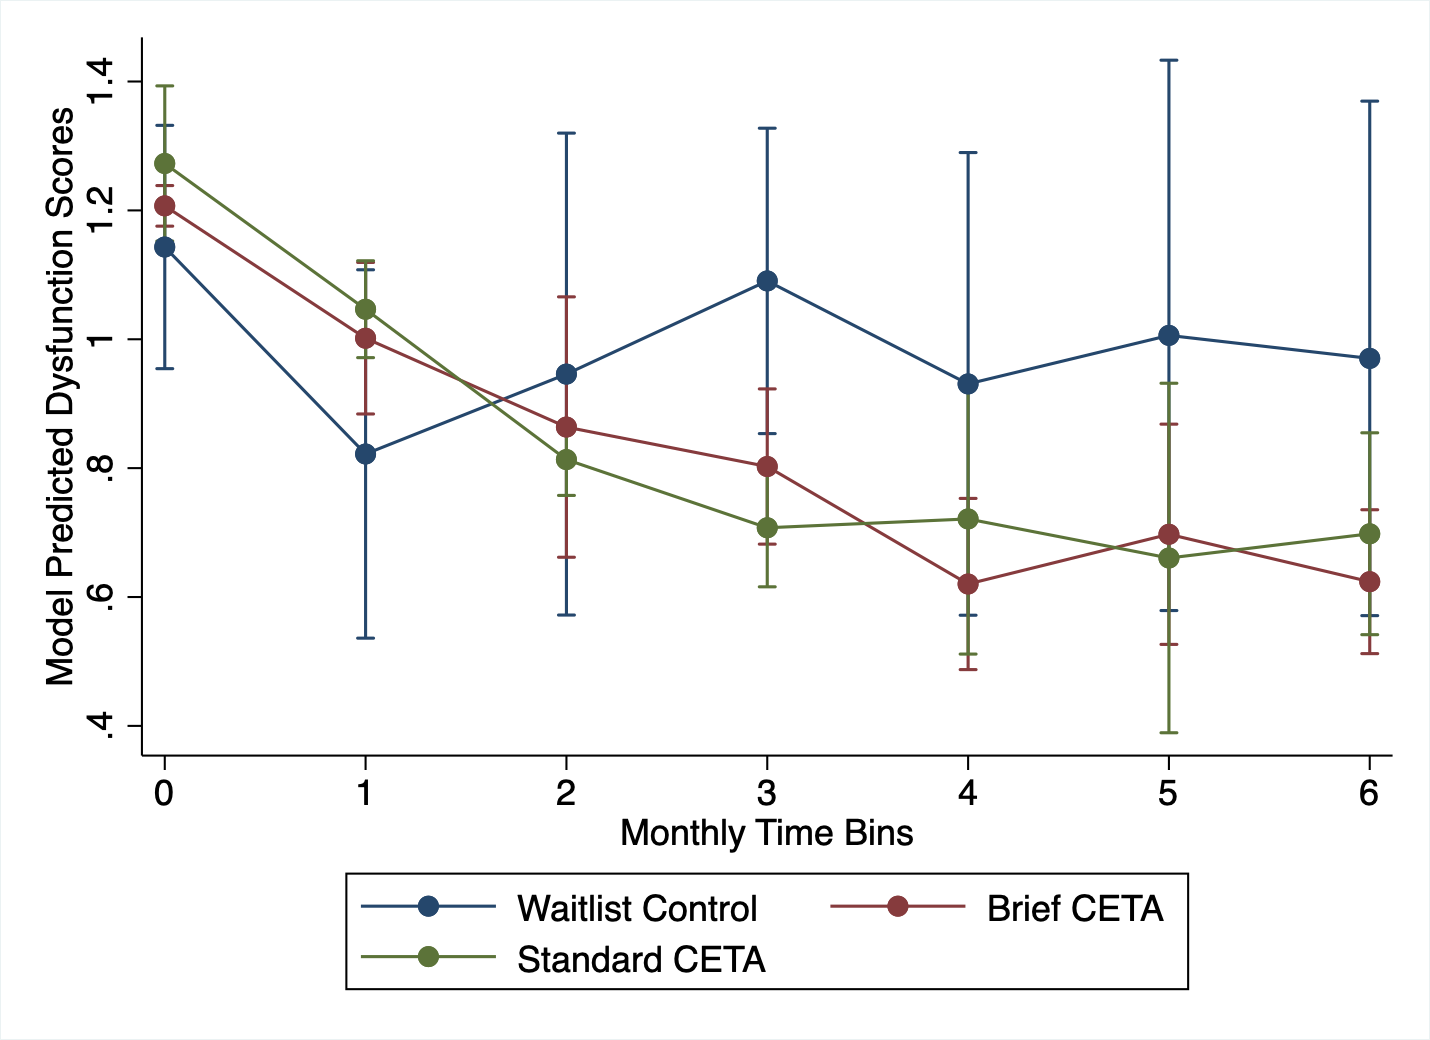 Model Predicted Dysfunction Scores
1.4
1.2
1
.8
.6
.4
0 1 2 3 4 5 6
Monthly Time Bins
Waitlist Control Brief CETA
Standard CETA